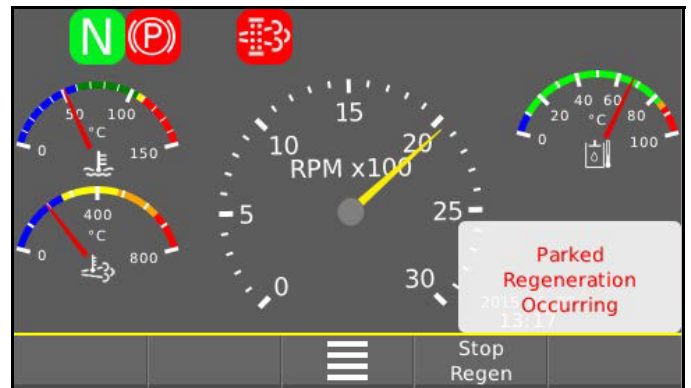 N (P)
15
50 100
°C
0 150
10 20
RPM x100
40 60
20 °C 80
0 100
400
°C
0 800
5 25
0 30
Parked
Regeneration
Occurring
2015
13:17
Stop
Regen